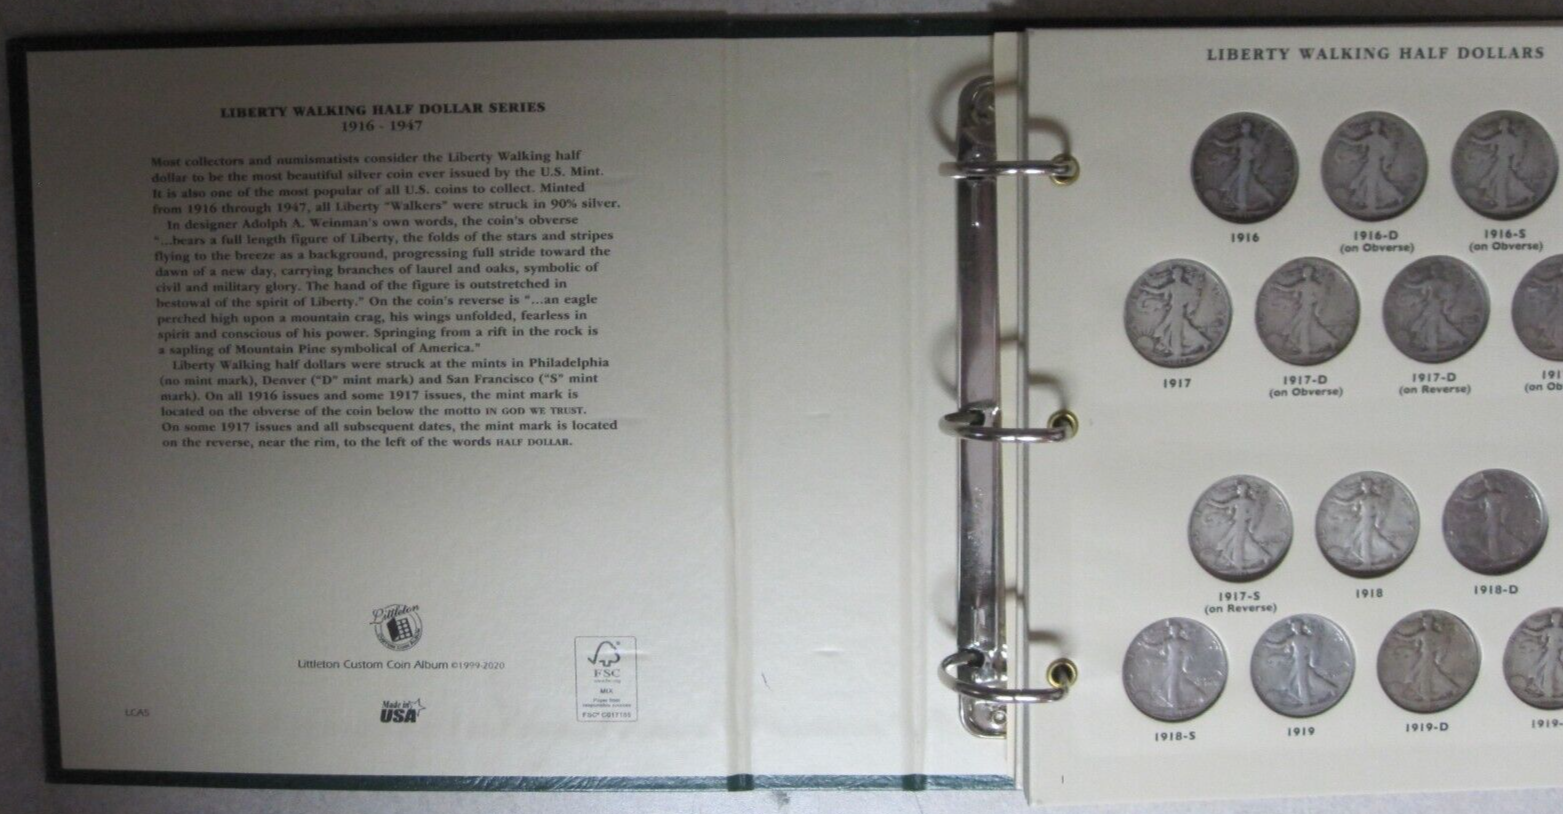 LIBERTY WALKING HALF DOLLAR SERIES
1916 - 1947
Most collectors and numismatists consider the Liberty Walking half
dollar to be the most beautiful silver coin ever issued by the U.S. Mint.
It is also one of the most popular of all U.S. coins to collect. Minted
from 1916 through 1947, all Liberty "Walkers" were struck in 90% silver.
In designer Adolph A. Weinman's own words, the coin's obverse
"...bears a full length figure of Liberty, the folds of the stars and stripes
flying to the breeze as a background, progressing full stride toward the
dawn of a new day, carrying branches of laurel and oaks, symbolic of
civil and military glory. The hand of the figure is outstretched in
bestowal of the spirit of Liberty." On the coin's reverse is "...an eagle
perched high upon a mountain crag, his wings unfolded, fearless in
spirit and conscious of his power. Springing from a rift in the rock is
a sapling of Mountain Pine symbolical of America."
Liberty Walking half dollars were struck at the mints in Philadelphia
(no mint mark), Denver ("D" mint mark) and San Francisco ("S" mint
mark). On all 1916 issues and some 1917 issues, the mint mark is
located on the obverse of the coin below the motto IN GOD WE TRUST.
On some 1917 issues and all subsequent dates, the mint mark is located
on the reverse, near the rim, to the left of the words HALF DOLLAR.
Littleton
Littleton Custom Coin Album ©1999-2020
LCA5
Made in
USA
FSC
MIX
LIBERTY WALKING HALF DOLLARS
1916 1916-D 1916-S
(on Obverse) (on Obverse)
1917 1917-D 1917-D 191
(on Obverse) (on Reverse) (on Ob
1917-S 1918 1918-D
(on Reverse)
1918-S 1919 1919-D 1919-